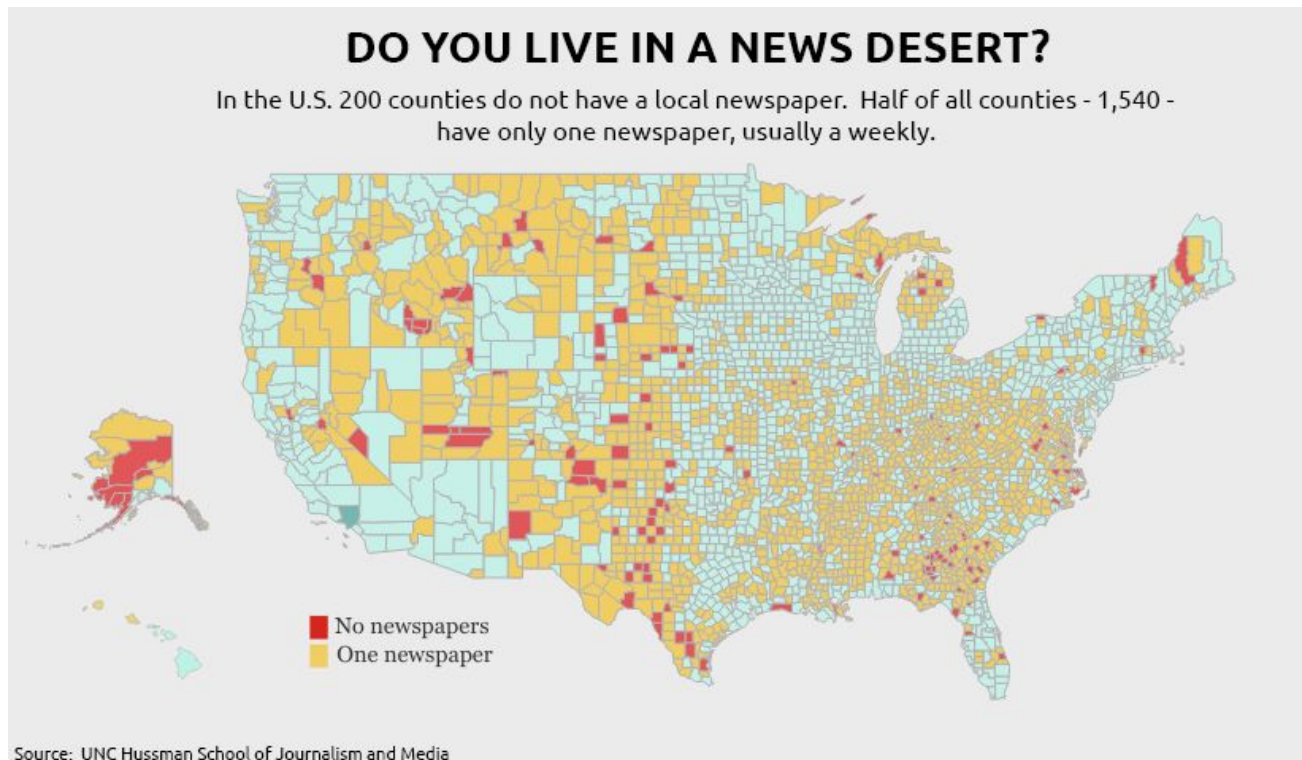 DO YOU LIVE IN A NEWS DESERT?
In the U.S. 200 counties do not have a local newspaper.  Half of all counties - 1,540 -
have only one newspaper, usually a weekly.
No newspapers
One newspaper
Source:  UNC Hussman School of Journalism and Media